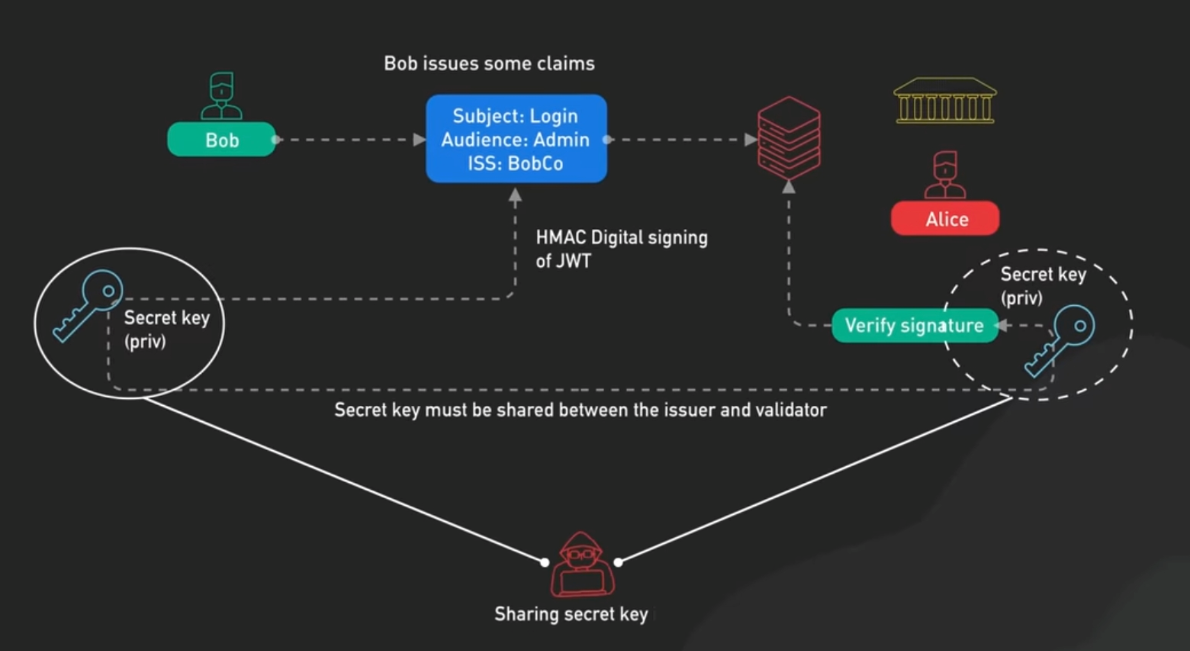 Bob issues some claims
Bob
Subject: Login
Audience: Admin
ISS: BobCo
Alice
HMAC Digital signing
of JWT
Secret key
(priv)
Secret key
(priv)
Verify signature
Secret key must be shared between the issuer and validator
Sharing secret key